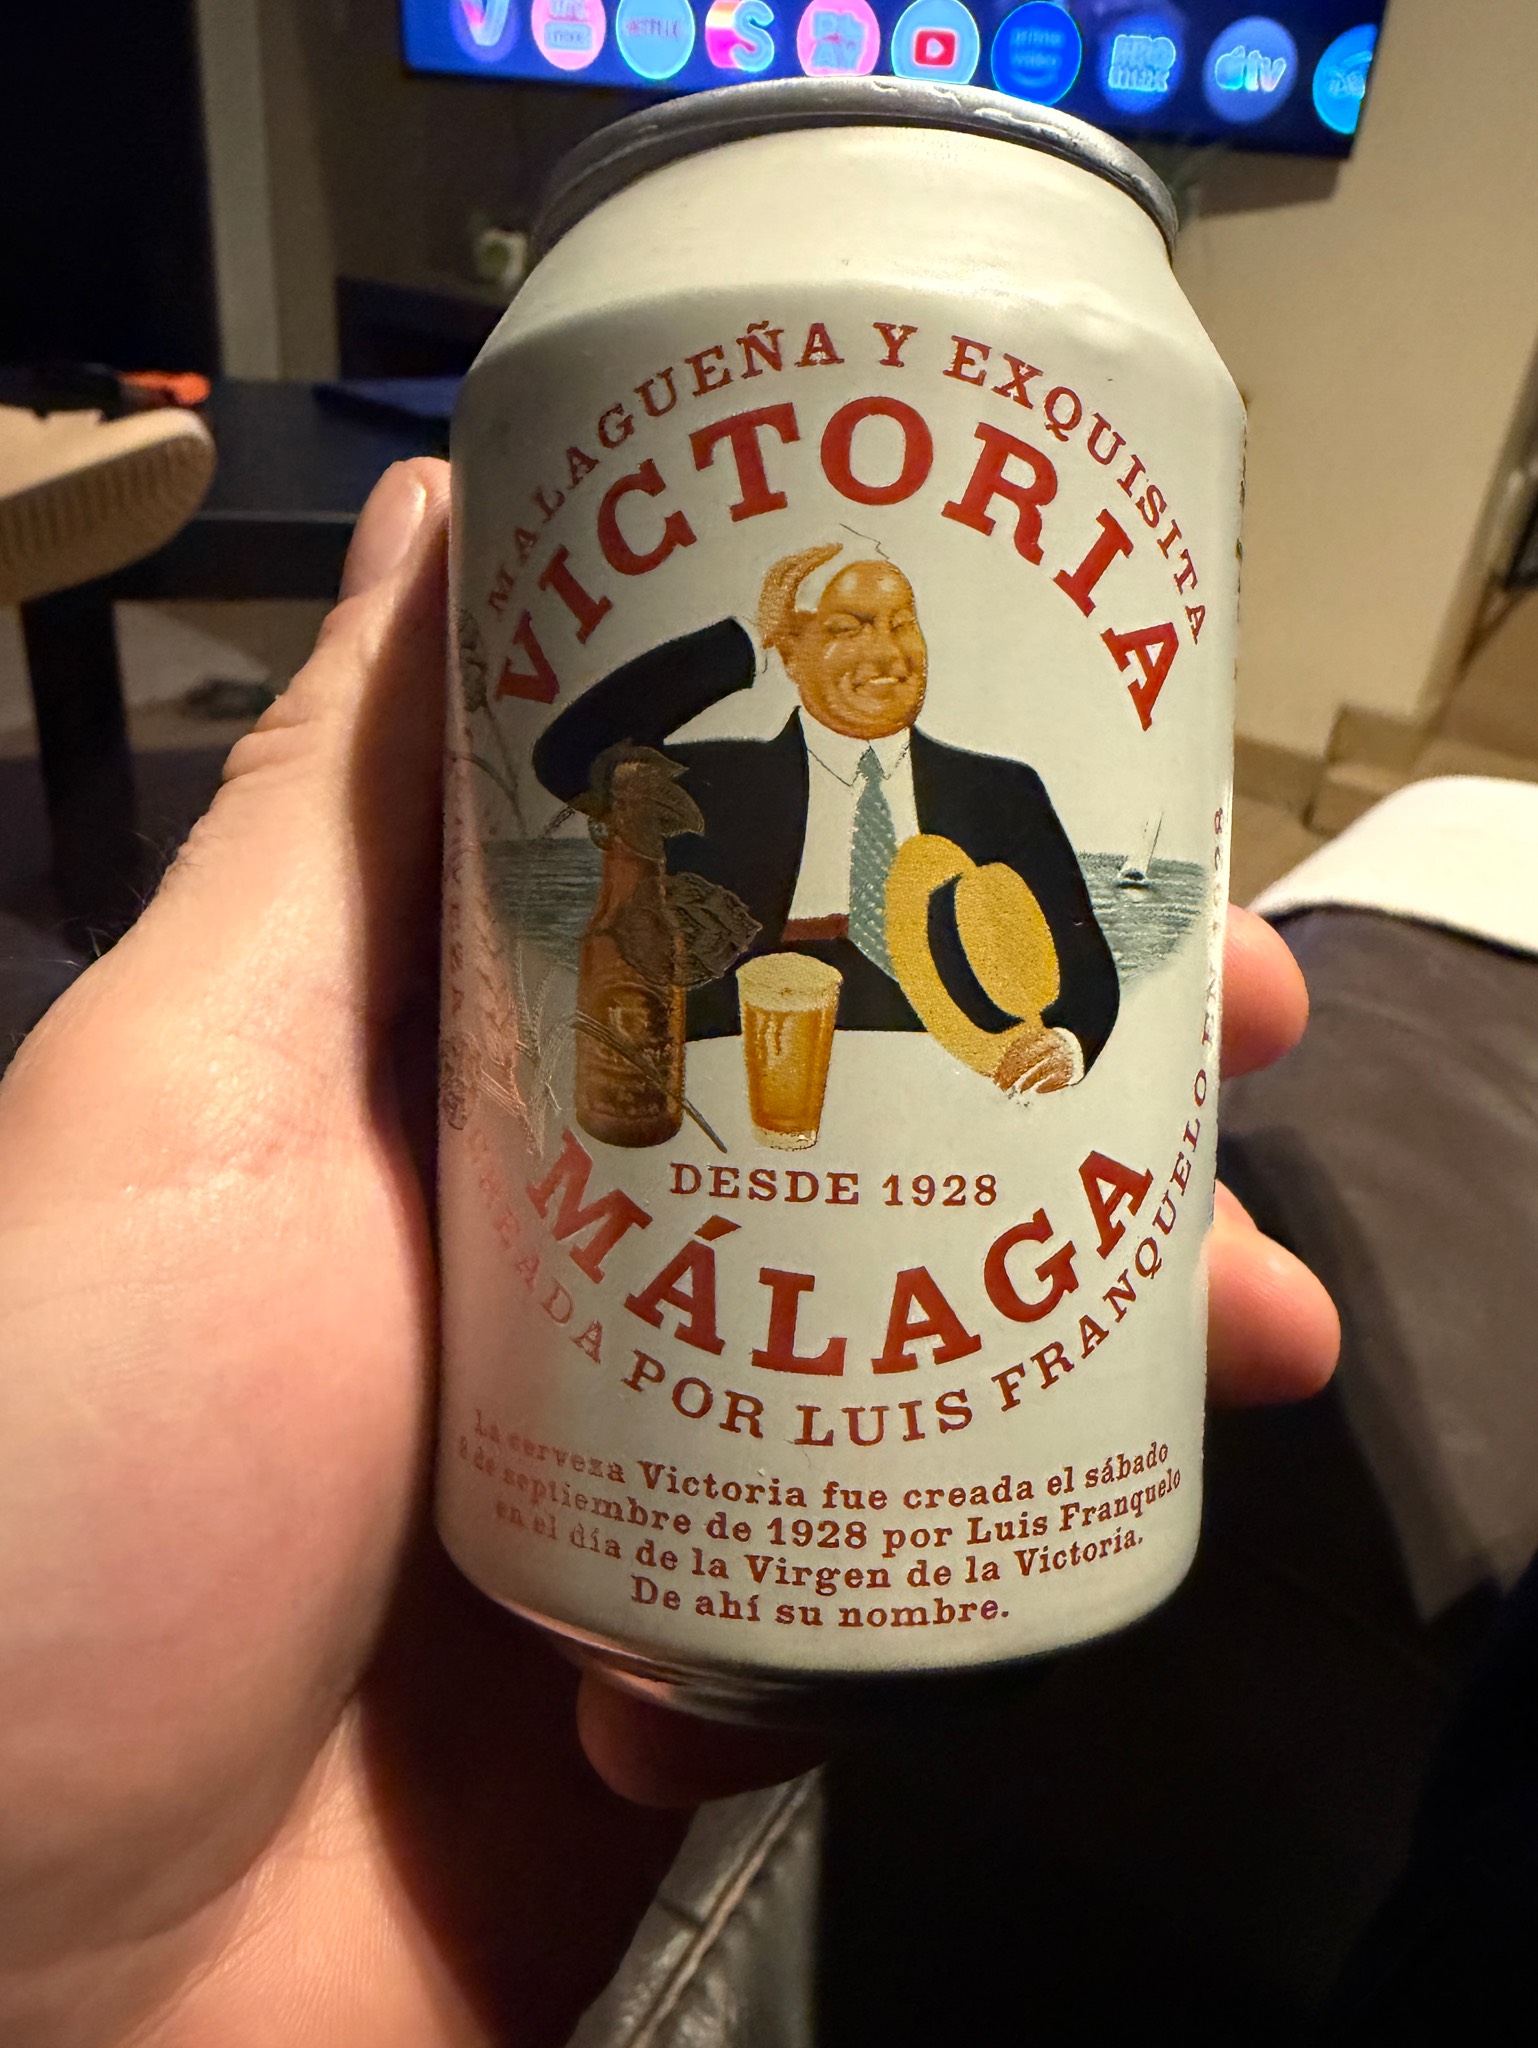 MALAGUEÑA Y EXQUISITA
VICTORIA
DESDE 1928
MÁLAGA
CREADA POR LUIS FRANQUELO
La cerveza Victoria fue creada el sábado
8 de septiembre de 1928 por Luis Franquelo
en el día de la Virgen de la Victoria.
De ahí su nombre.